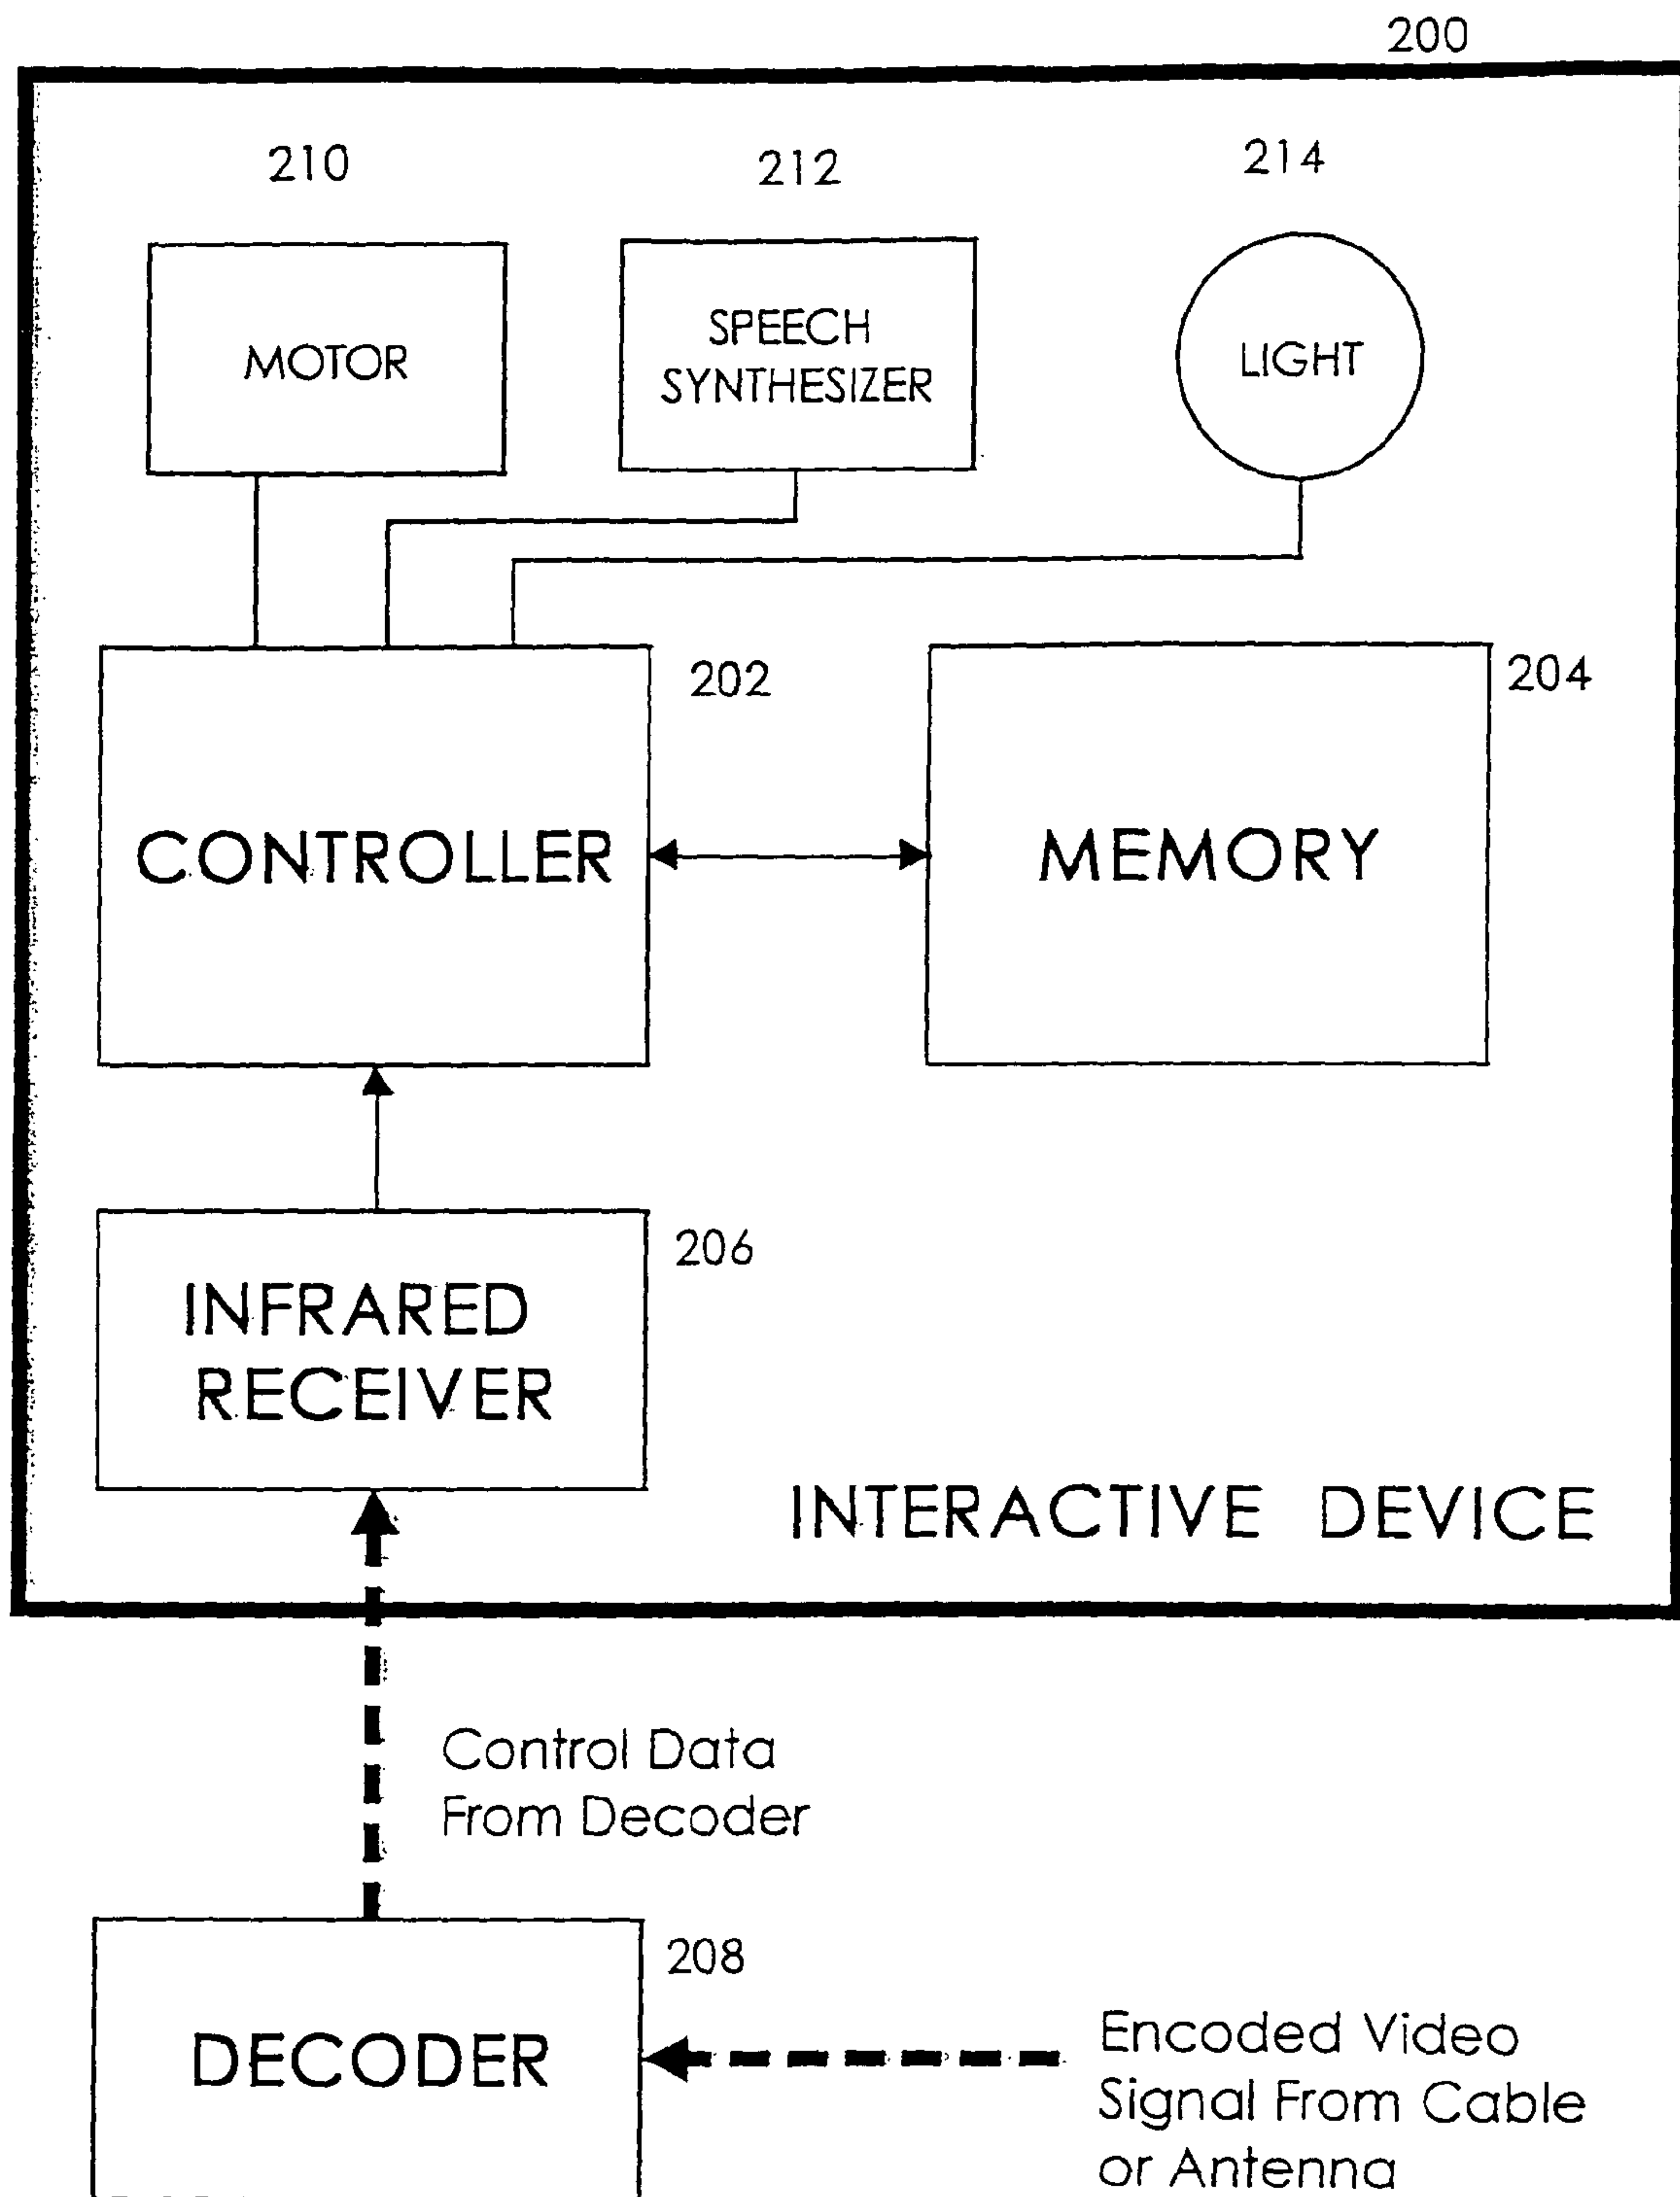 200
210
212
214
MOTOR
SPEECH
SYNTHESIZER
LIGHT
202
204
CONTROLLER
MEMORY
206
INFRARED
RECEIVER
INTERACTIVE DEVICE
Control Data
From Decoder
208
DECODER
Encoded Video
Signal From Cable
or Antenna